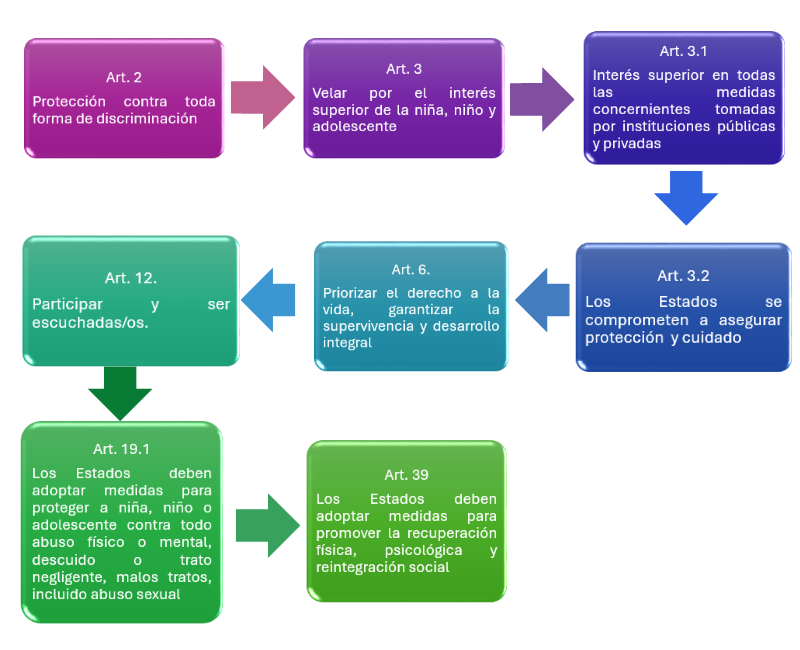 Art. 2
Protección contra toda
forma de discriminación
Art. 3
Velar por el interés
superior de la niña, niño y
adolescente
Art. 3.1
Interés superior en todas
las medidas
concernientes tomadas
por instituciones públicas
y privadas
Art. 3.2
Los Estados se
comprometen a asegurar
protección y cuidado
Art. 6.
Priorizar el derecho a la
vida, garantizar la
supervivencia y desarrollo
integral
Art. 12.
Participar y ser
escuchadas/os.
Art. 19.1
Los Estados deben
adoptar medidas para
proteger a niña, niño o
adolescente contra todo
abuso físico o mental,
descuido o trato
negligente, malos tratos,
incluido abuso sexual
Art. 39
Los Estados deben
adoptar medidas para
promover la recuperación
física, psicológica y
reintegración social